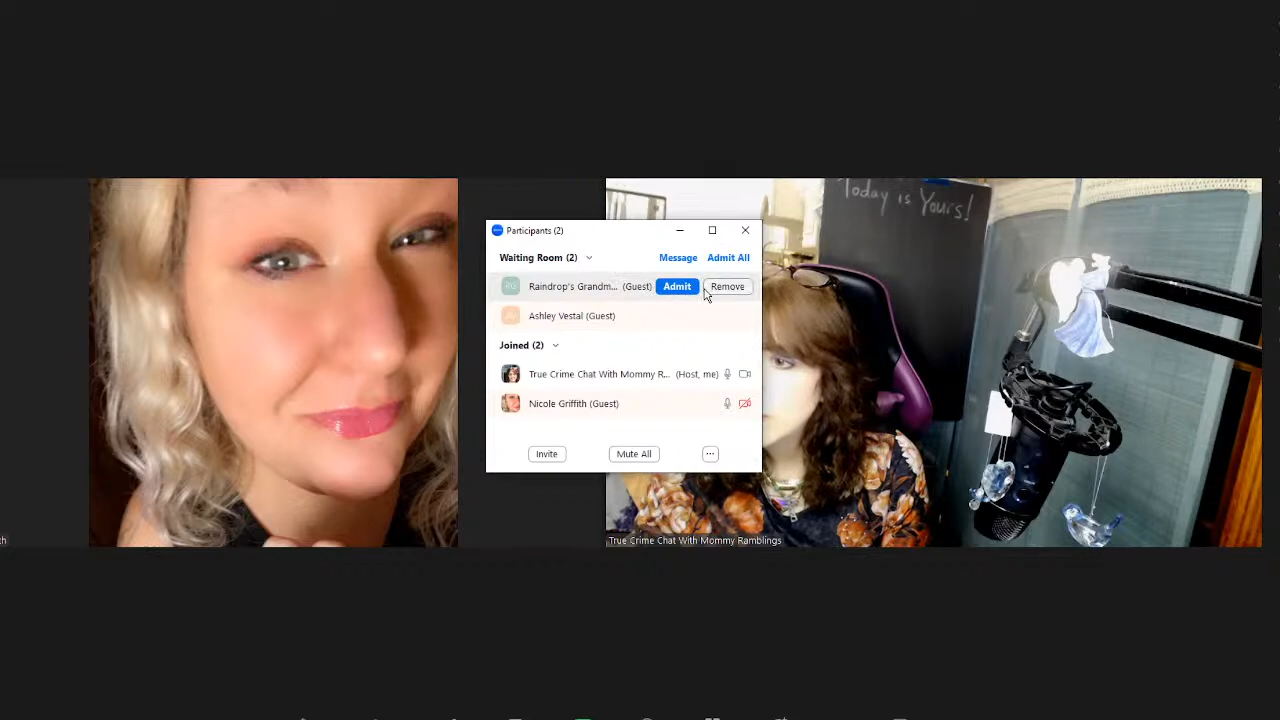 Today is Yours!
Participants (2)
Waiting Room (2)
Message
Admit All
RG
Raindrop's Grandm... (Guest)
Admit
Remove
Ashley Vestal (Guest)
Joined (2)
True Crime Chat With Mommy R... (Host, me)
Nicole Griffith (Guest)
Invite
Mute All
...
th
True Crime Chat With Mommy Ramblings